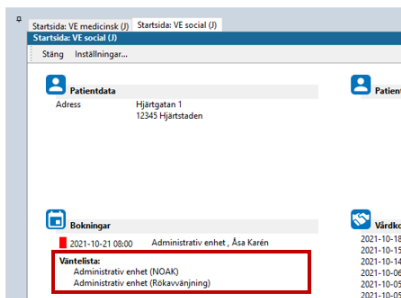 Startsida: VE medicinsk (J) Startsida: VE social (J)
Startsida: VE social (J)
Stäng Inställningar...
Patientdata
Adress Hjärtgatan 1
12345 Hjärtstaden
Patient
Bokningar
2021-10-21 08:00 Administrativ enhet , Åsa Karén
Väntelista:
Administrativ enhet (NOAK)
Administrativ enhet (Rökavvänjning)
Vårdko
2021-10-18
2021-10-15
2021-10-14
2021-10-06
2021-10-05
2021-10-05